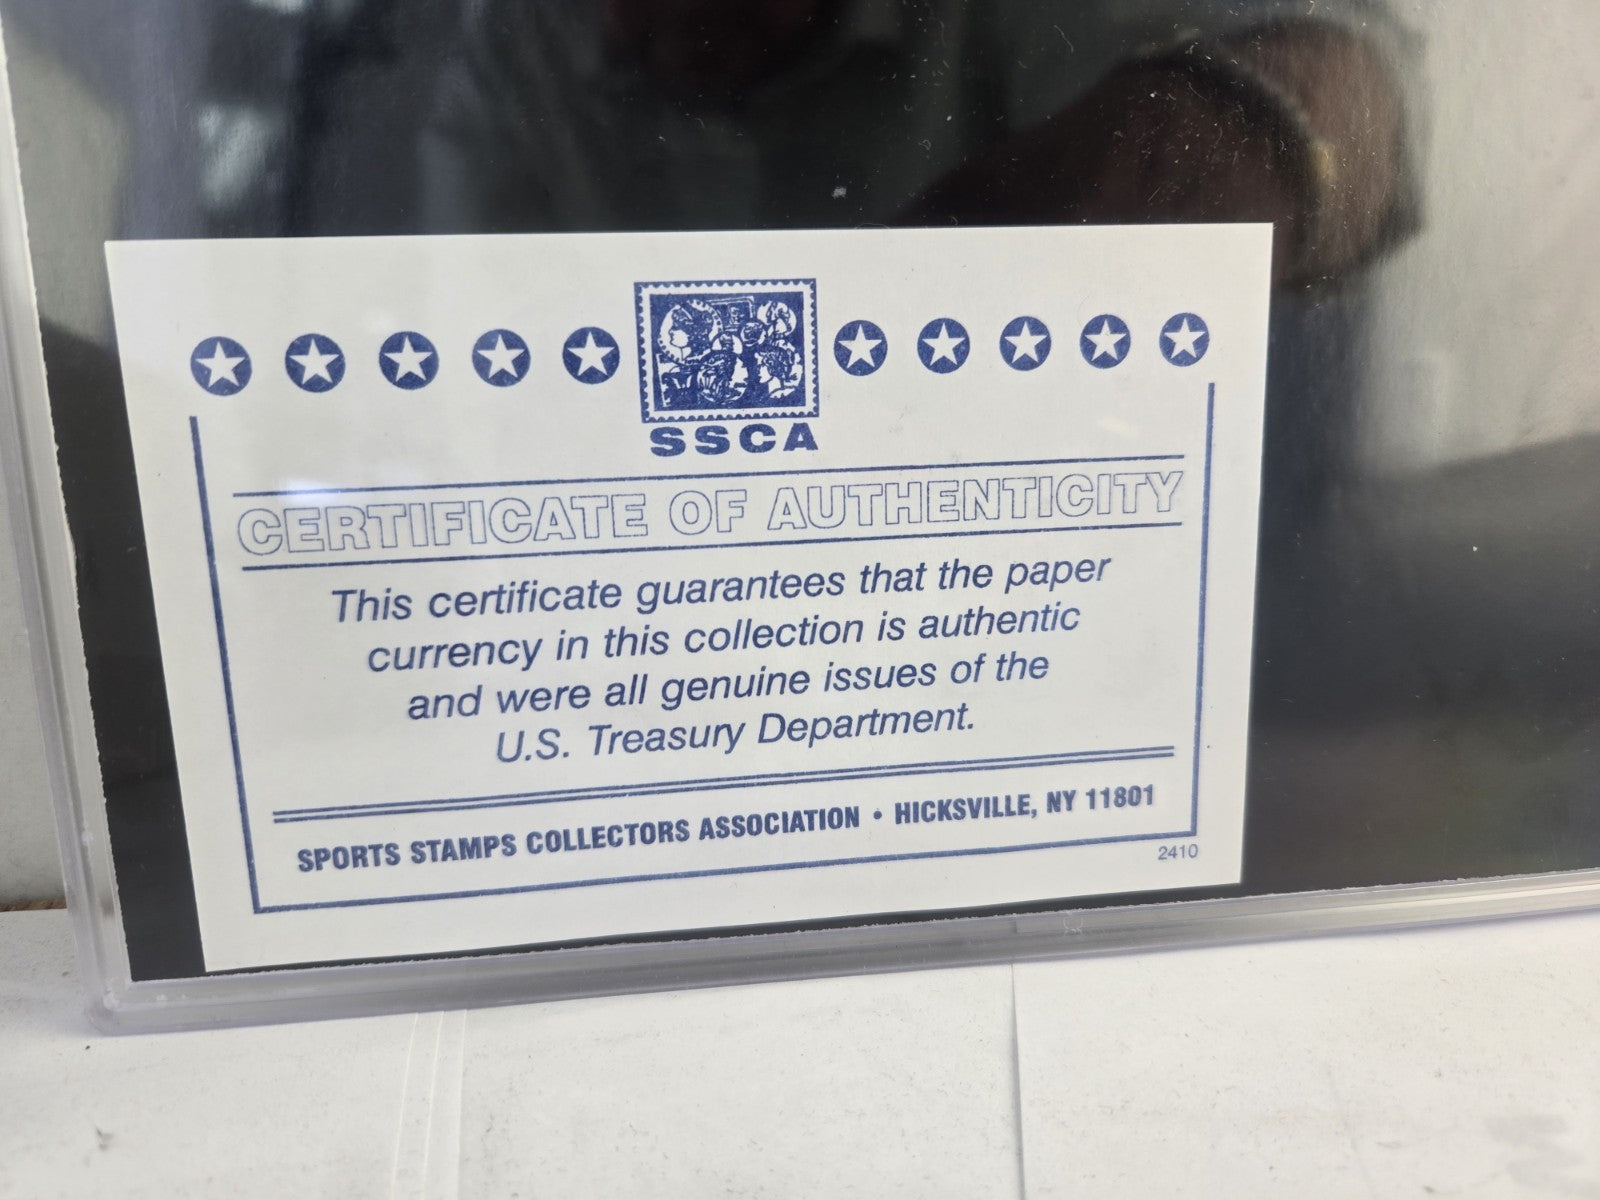 SSCA
CERTIFICATE OF AUTHENTICITY
This certificate guarantees that the paper
currency in this collection is authentic
and were all genuine issues of the
U.S. Treasury Department.
SPORTS STAMPS COLLECTORS ASSOCIATION • HICKSVILLE, NY 11801
2410